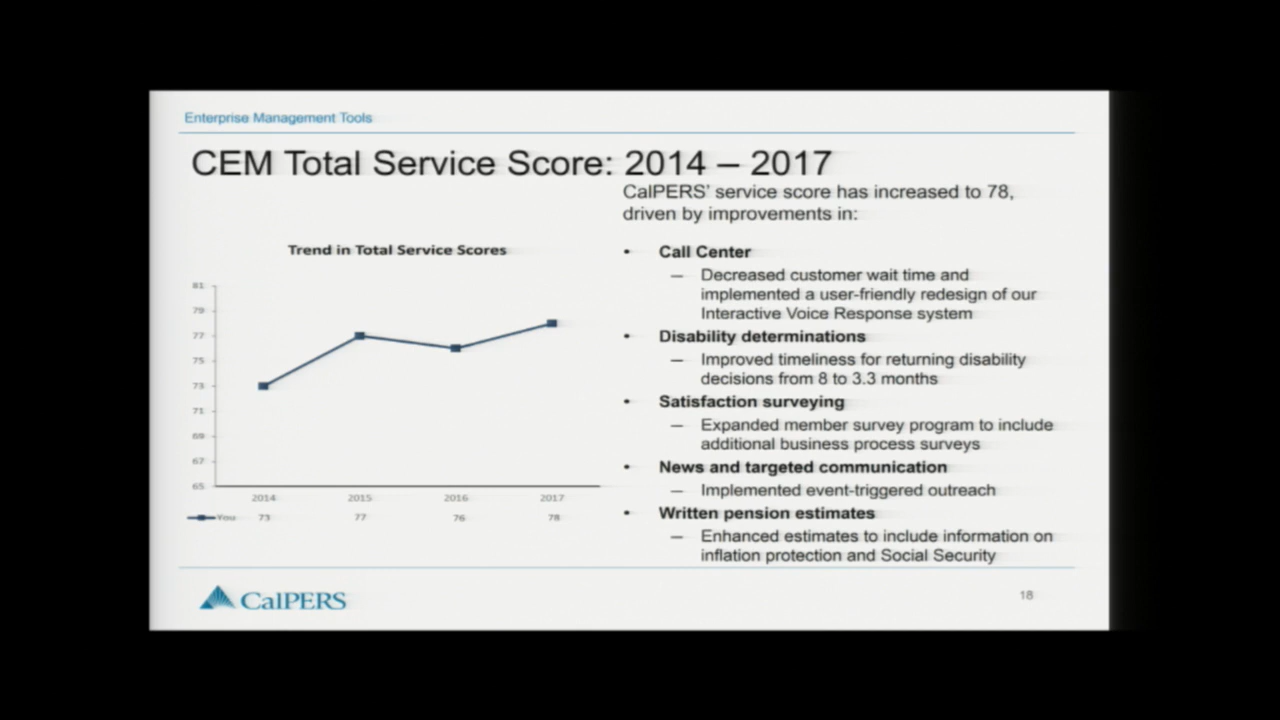 Enterprise Management Tools
CEM Total Service Score: 2014 – 2017
Trend in Total Service Scores
81
79
77
75
73
71
69
67
65
2014 2015 2016 2017
You 73 77 76 78
CalPERS' service score has increased to 78,
driven by improvements in:
• Call Center
— Decreased customer wait time and
implemented a user-friendly redesign of our
Interactive Voice Response system
• Disability determinations
— Improved timeliness for returning disability
decisions from 8 to 3.3 months
• Satisfaction surveying
— Expanded member survey program to include
additional business process surveys
• News and targeted communication
— Implemented event-triggered outreach
• Written pension estimates
— Enhanced estimates to include information on
inflation protection and Social Security
CalPERS
18